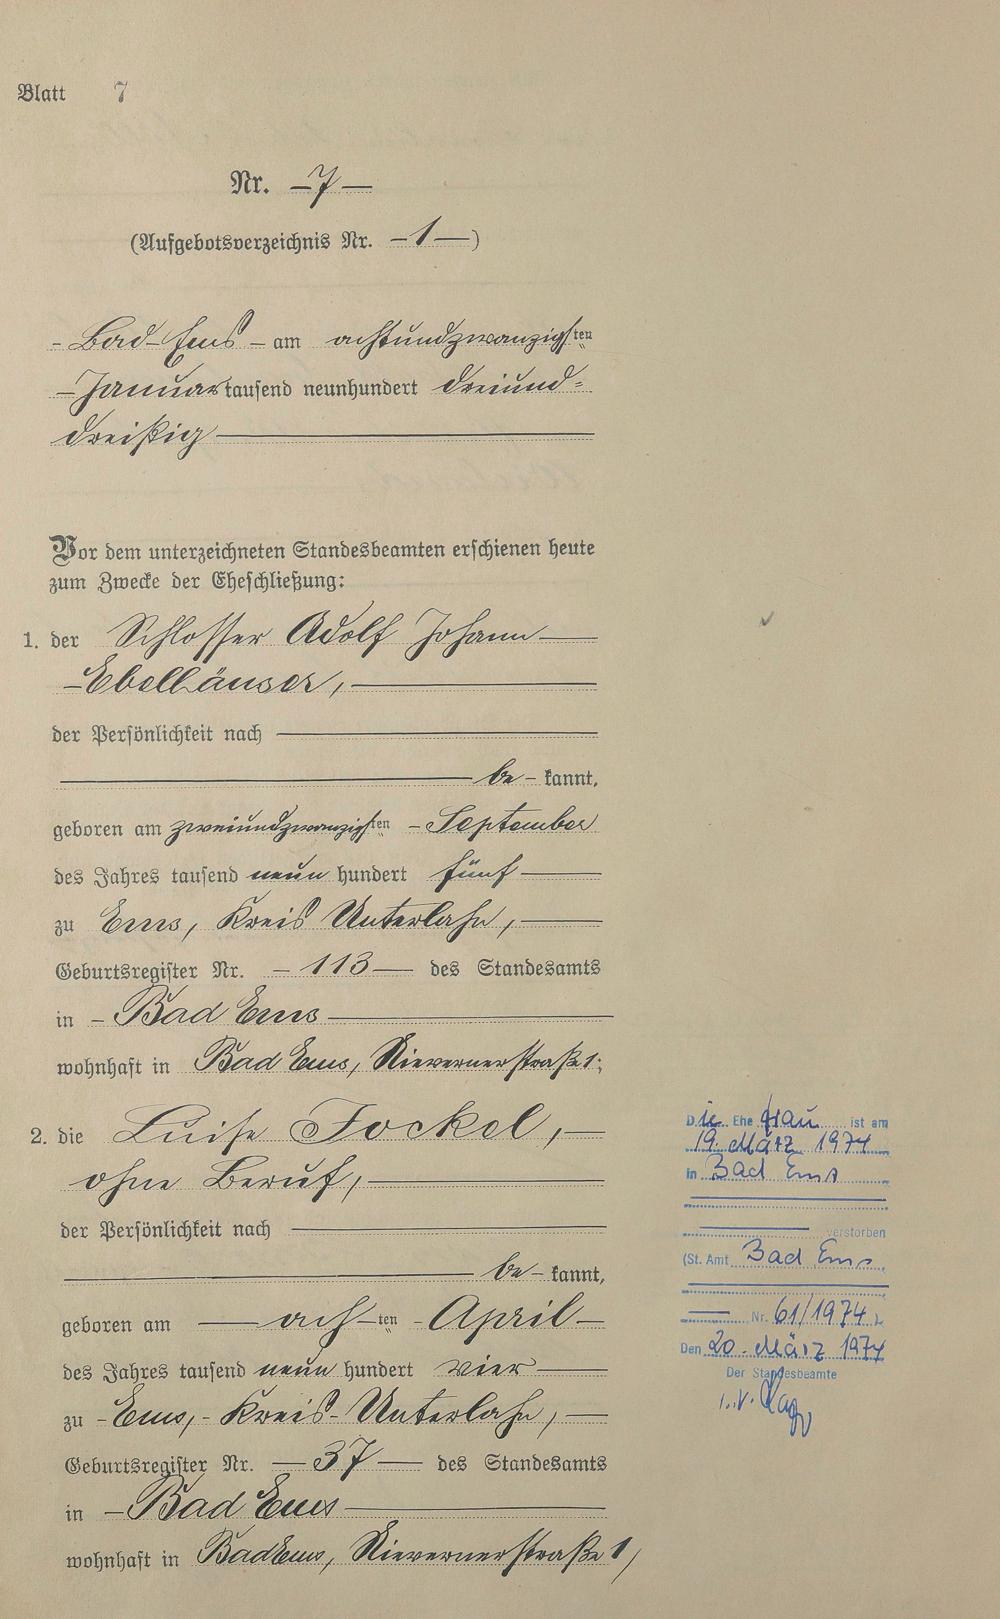 Blatt 7
Nr. – 7 –
(Aufgebotsverzeichnis Nr. – 1 –)
- Bad Ems - am achtundzwanzigsten
- Januar tausend neunhundert dreiund-
dreißig
Vor dem unterzeichneten Standesbeamten erschienen heute
zum Zwecke der Eheschließung:
1. der Schlosser Adolf Johann
- Ebelhäuser,
der Persönlichkeit nach
be- kannt,
geboren am zweiundzwanzigsten - September
des Jahres tausend neun hundert fünf
zu Ems, Kreis Unterlahn,
Geburtsregister Nr. – 113 – des Standesamts
in - Bad Ems
wohnhaft in Bad Ems, Nievernerstraße 1;
2. die Luise Fockel,
ohne Beruf,
der Persönlichkeit nach
be- kannt,
geboren am – achten - April –
des Jahres tausend neun hundert vier
zu - Ems, - Kreis - Unterlahn,
Geburtsregister Nr. – 37 – des Standesamts
in - Bad Ems
wohnhaft in Bad Ems, Nievernerstraße 1,
Die Ehefrau ist am
19. März 1974
in Bad Ems
verstorben
(St. Amt Bad Ems
Nr. 61/1974)
Den 20. März 1974
Der Standesbeamte
i.V.